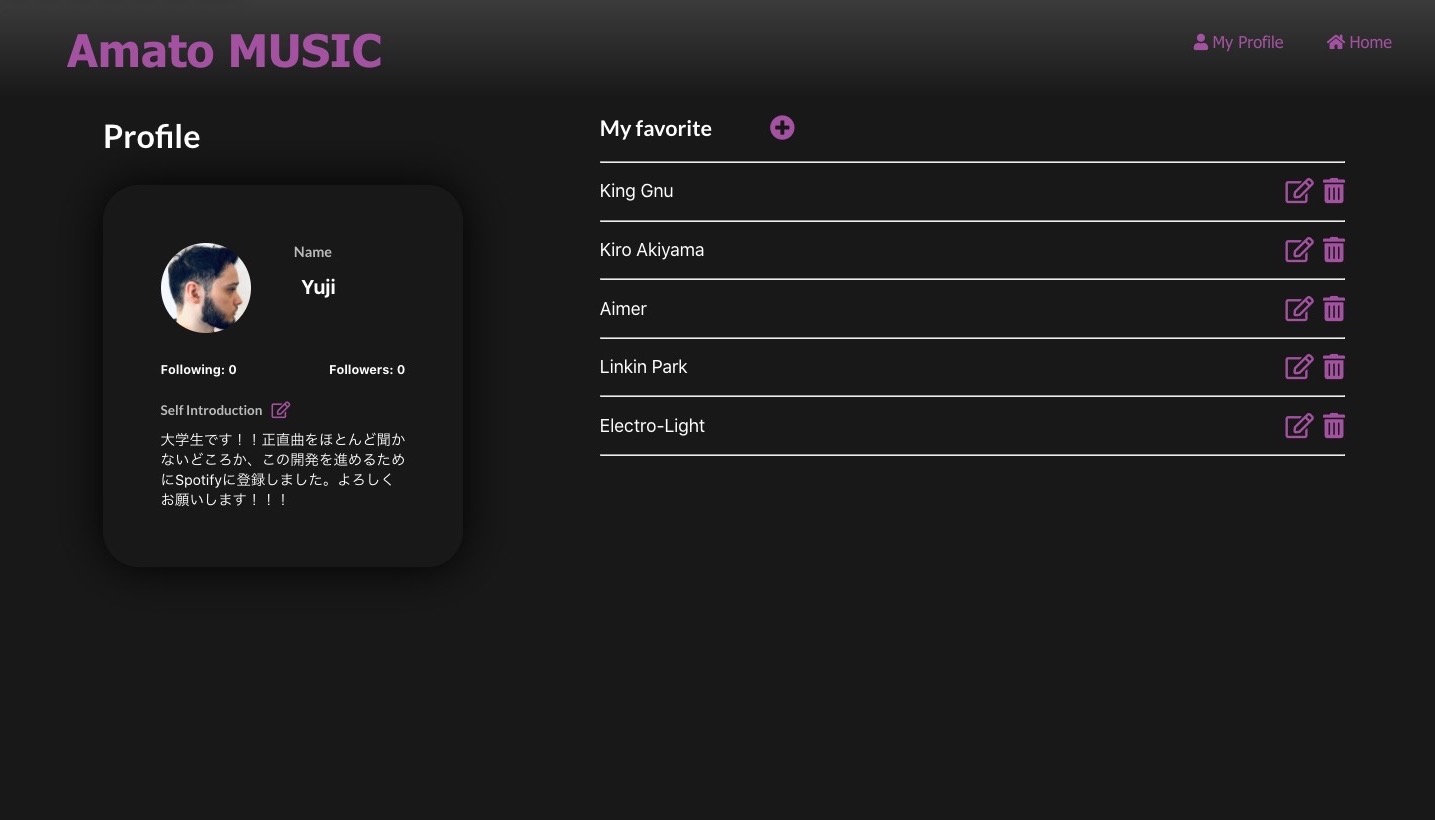 Amato MUSIC
My Profile
Home
Profile
Name
Yuji
Following: 0
Followers: 0
Self Introduction
大学生です！！正直曲をほとんど聞か
ないどころか、この開発を進めるため
にSpotifyに登録しました。よろしく
お願いします！！！
My favorite
King Gnu
Kiro Akiyama
Aimer
Linkin Park
Electro-Light